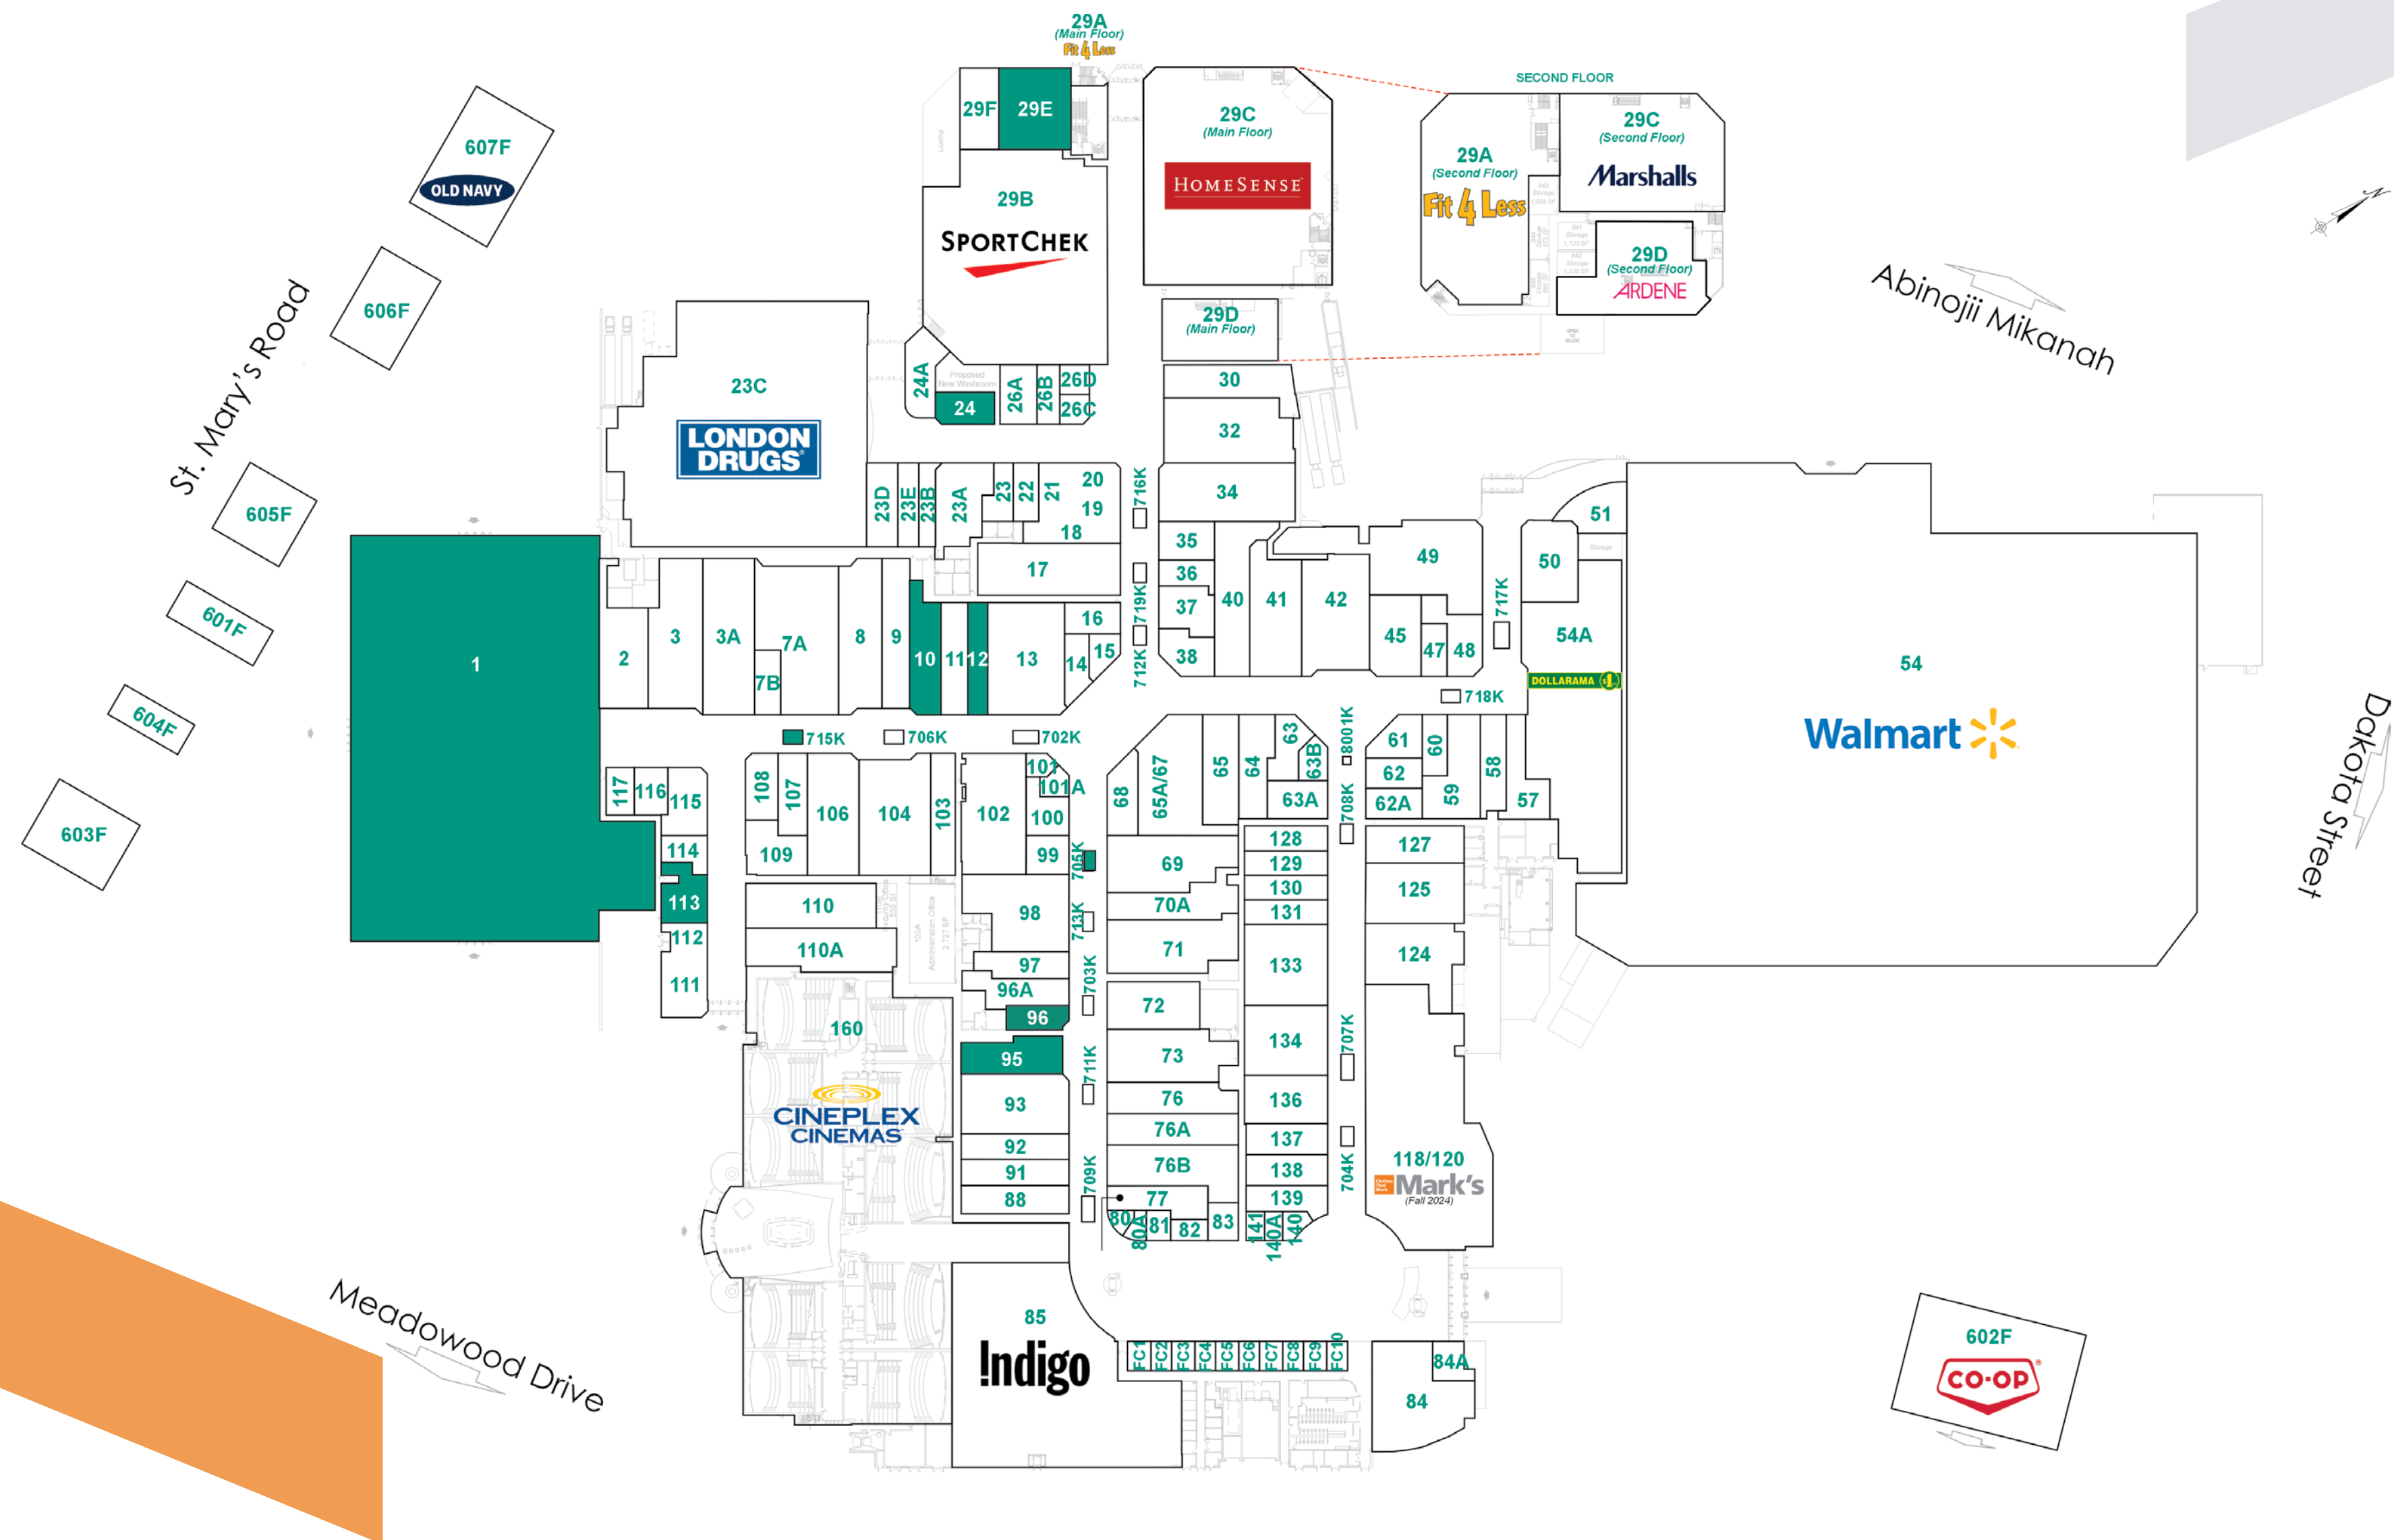 29A
(Main Floor)
Fit 4 Less
SECOND FLOOR
607F
OLD NAVY
606F
St. Mary's Road
605F
601F
604F
603F
29F
29E
29B
SPORTCHEK
Loading
29C
(Main Floor)
HOMESENSE
29D
(Main Floor)
29A
(Second Floor)
Fit 4 Less
29C
(Second Floor)
Marshalls
29D
(Second Floor)
ARDENE
Abinojii Mikanah
23C
LONDON
DRUGS
24A
Proposed
New Washroom
24
26A
26B
26D
26C
30
32
34
23D
23E
23B
23A
23
22
21
20
19
18
17
716K
719K
712K
35
36
37
38
40
41
42
49
45
47
48
717K
718K
51
50
Storage
54A
DOLLARAMA
54
Walmart
Dakota Street
1
2
3
3A
7A
7B
8
9
10
11
12
13
14
15
16
715K
706K
702K
117
116
115
114
113
112
111
108
107
106
104
103
109
110
110A
103A
Administration Office
102
101
101A
100
99
98
97
96A
96
95
93
92
91
88
705K
713K
703K
711K
709K
68
65A/67
65
64
63
63B
63A
69
70A
71
72
73
76
76A
76B
77
80
80A
81
82
83
18001K
708K
707K
704K
61
60
62
62A
59
58
57
128
129
130
131
133
134
136
137
138
139
141
140A
140
127
125
124
118/120
Mark's
(Fall 2024)
160
CINEPLEX
CINEMAS
85
Indigo
FC1
FC2
FC3
FC4
FC5
FC6
FC7
FC8
FC9
FC10
84A
84
602F
CO-OP
Meadowood Drive